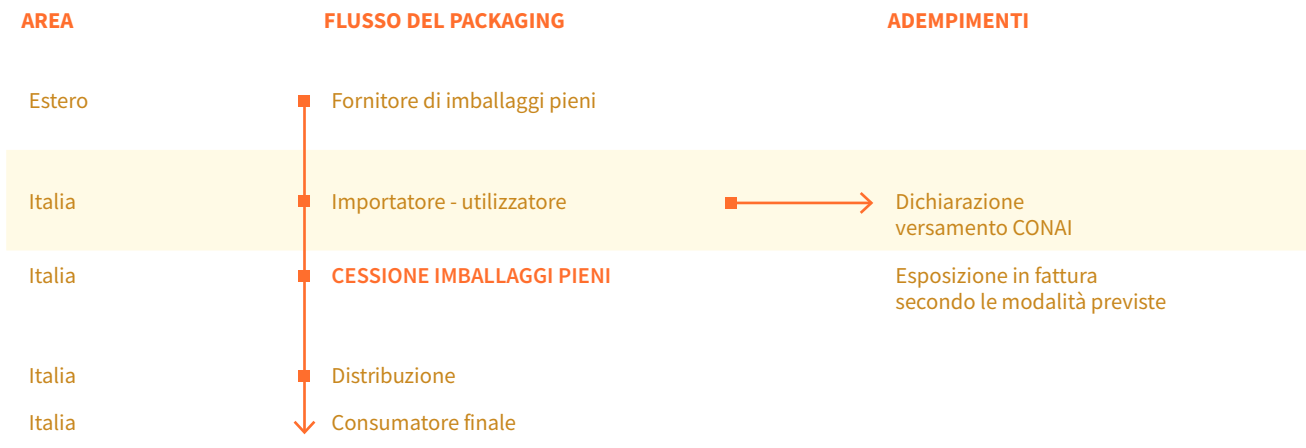 AREA FLUSSO DEL PACKAGING ADEMPIMENTI
Estero Fornitore di imballaggi pieni
Italia Importatore - utilizzatore Dichiarazione
versamento CONAI
Italia CESSIONE IMBALLAGGI PIENI Esposizione in fattura
secondo le modalità previste
Italia Distribuzione
Italia Consumatore finale